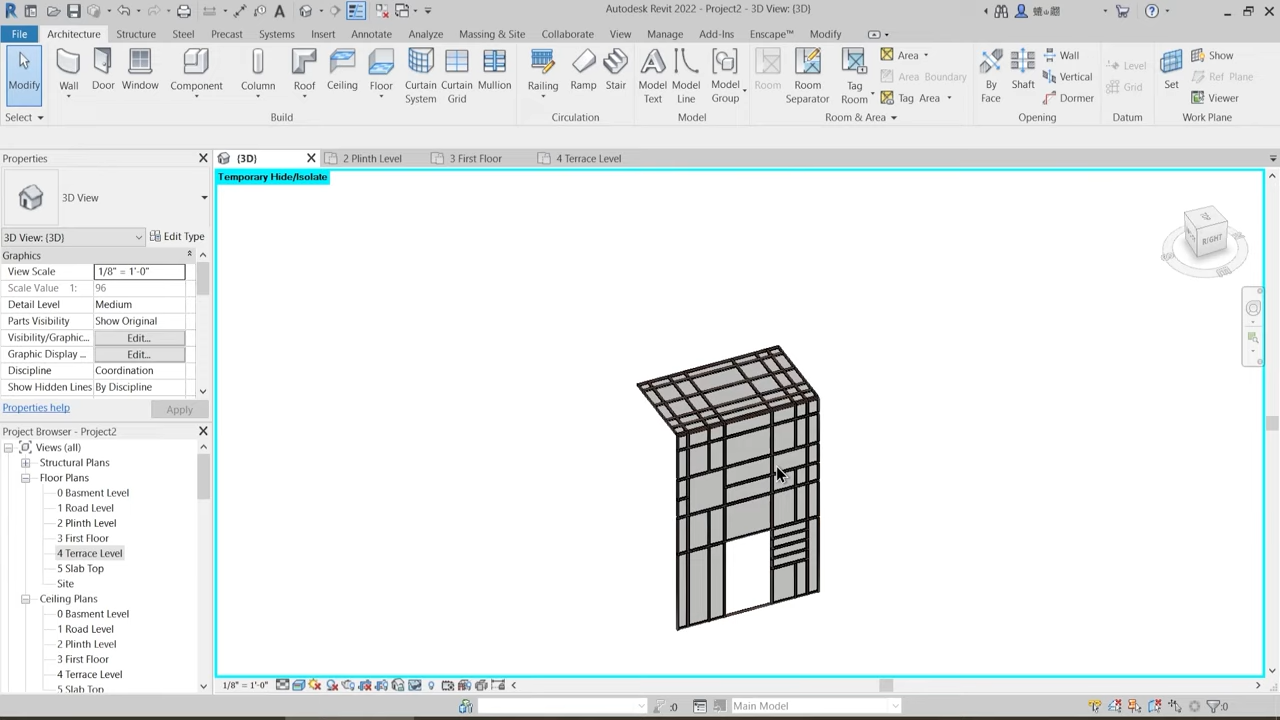 Autodesk Revit 2022 - Project2 - 3D View: {3D}
File Architecture Structure Steel Precast Systems Insert Annotate Analyze Massing & Site Collaborate View Manage Add-Ins Enscape™ Modify
Modify Wall Door Window Component Column Roof Ceiling Floor Curtain System Curtain Grid Mullion Railing Ramp Stair Model Text Model Line Model Group Room Room Separator Tag Room
Area
Area Boundary
Tag Area
By Face Shaft
Wall
Vertical
Dormer
Level
Grid
Set
Show
Ref Plane
Viewer
Select Build Circulation Model Room & Area Opening Datum Work Plane
Properties
{3D} 2 Plinth Level 3 First Floor 4 Terrace Level
Temporary Hide/Isolate
3D View
3D View: {3D} Edit Type
Graphics
View Scale 1/8" = 1'-0"
Scale Value 1: 96
Detail Level Medium
Parts Visibility Show Original
Visibility/Graphic... Edit...
Graphic Display ... Edit...
Discipline Coordination
Show Hidden Lines By Discipline
Properties help Apply
Project Browser - Project2
Views (all)
Structural Plans
Floor Plans
0 Basment Level
1 Road Level
2 Plinth Level
3 First Floor
4 Terrace Level
5 Slab Top
Site
Ceiling Plans
0 Basment Level
1 Road Level
2 Plinth Level
3 First Floor
4 Terrace Level
5 Slab Top
RIGHT
1/8" = 1'-0"
:0 Main Model :0